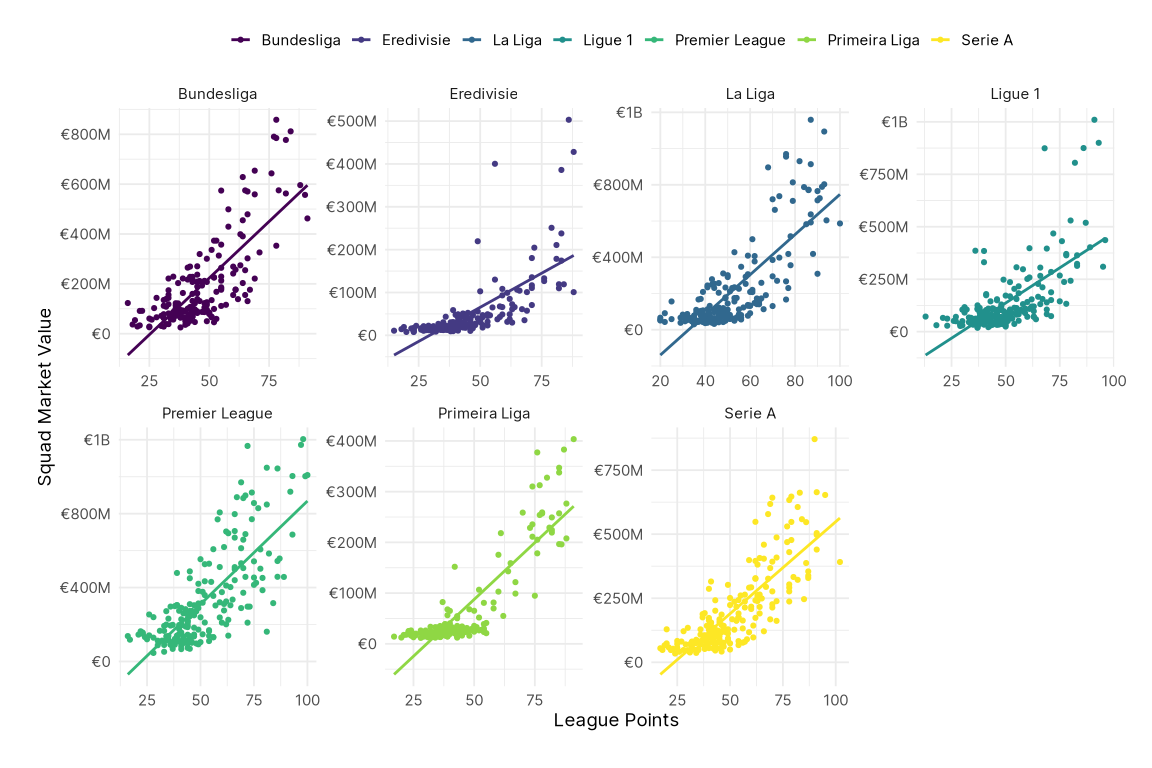 Bundesliga Eredivisie La Liga Ligue 1 Premier League Primeira Liga Serie A
Bundesliga
€800M
€600M
€400M
€200M
€0
25 50 75
Eredivisie
€500M
€400M
€300M
€200M
€100M
€0
25 50 75
La Liga
€1B
€800M
€400M
€0
20 40 60 80 100
Ligue 1
€1B
€750M
€500M
€250M
€0
25 50 75 100
Premier League
€1B
€800M
€400M
€0
25 50 75 100
Primeira Liga
€400M
€300M
€200M
€100M
€0
25 50 75
Serie A
€750M
€500M
€250M
€0
25 50 75 100
Squad Market Value
League Points